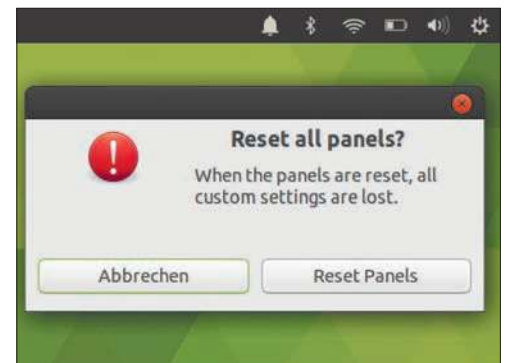 Reset all panels?
When the panels are reset, all
custom settings are lost.
Abbrechen
Reset Panels